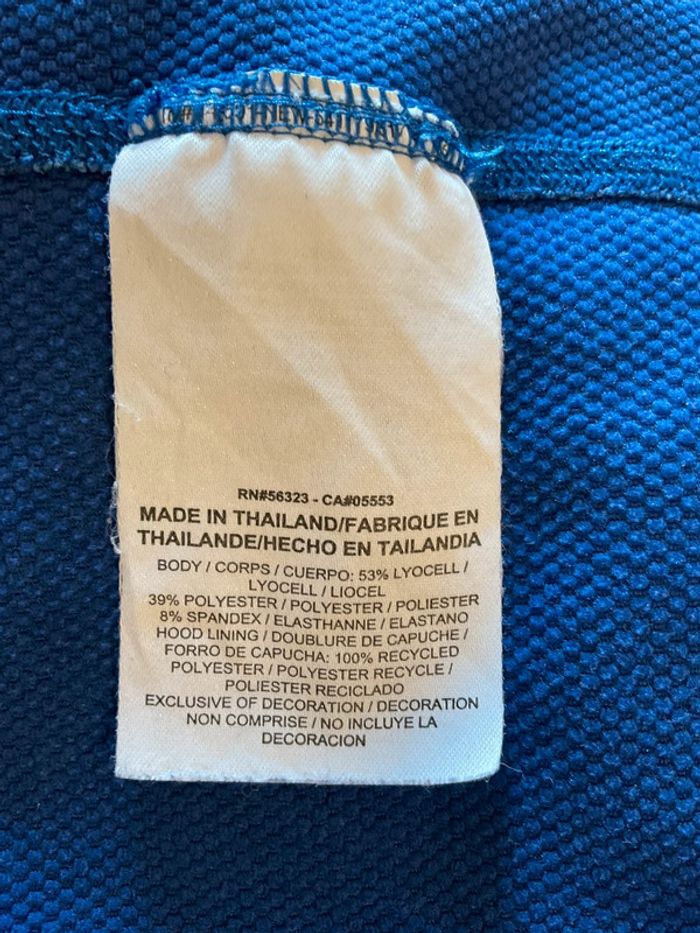 RN#56323 - CA#05553
MADE IN THAILAND/FABRIQUE EN
THAILANDE/HECHO EN TAILANDIA
BODY / CORPS / CUERPO: 53% LYOCELL /
LYOCELL / LIOCEL
39% POLYESTER / POLYESTER / POLIESTER
8% SPANDEX / ELASTHANNE / ELASTANO
HOOD LINING / DOUBLURE DE CAPUCHE /
FORRO DE CAPUCHA: 100% RECYCLED
POLYESTER / POLYESTER RECYCLE /
POLIESTER RECICLADO
EXCLUSIVE OF DECORATION / DECORATION
NON COMPRISE / NO INCLUYE LA
DECORACION